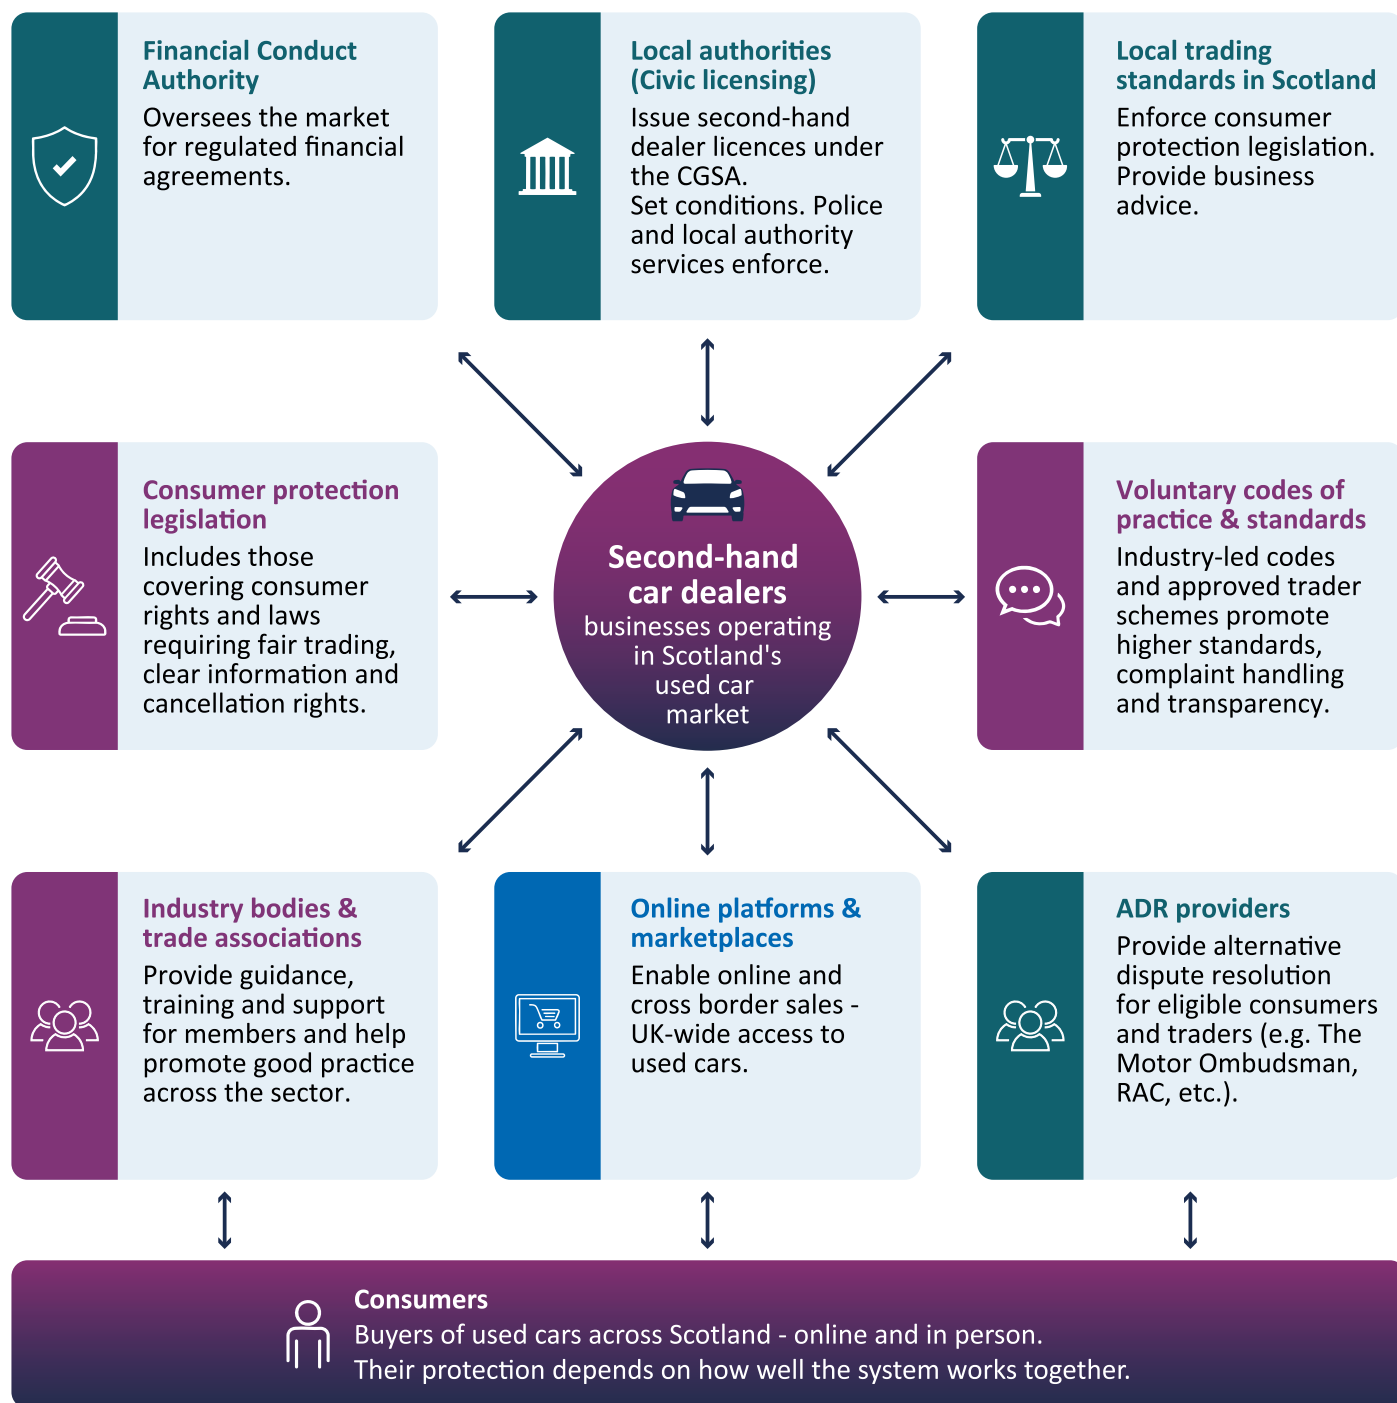 Financial Conduct
Authority
Oversees the market
for regulated financial
agreements.
Local authorities
(Civic licensing)
Issue second-hand
dealer licences under
the CGSA.
Set conditions. Police
and local authority
services enforce.
Local trading
standards in Scotland
Enforce consumer
protection legislation.
Provide business
advice.
Consumer protection
legislation
Includes those
covering consumer
rights and laws
requiring fair trading,
clear information and
cancellation rights.
Second-hand
car dealers
businesses operating
in Scotland's
used car
market
Voluntary codes of
practice & standards
Industry-led codes
and approved trader
schemes promote
higher standards,
complaint handling
and transparency.
Industry bodies &
trade associations
Provide guidance,
training and support
for members and help
promote good practice
across the sector.
Online platforms &
marketplaces
Enable online and
cross border sales -
UK-wide access to
used cars.
ADR providers
Provide alternative
dispute resolution
for eligible consumers
and traders (e.g. The
Motor Ombudsman,
RAC, etc.).
Consumers
Buyers of used cars across Scotland - online and in person.
Their protection depends on how well the system works together.